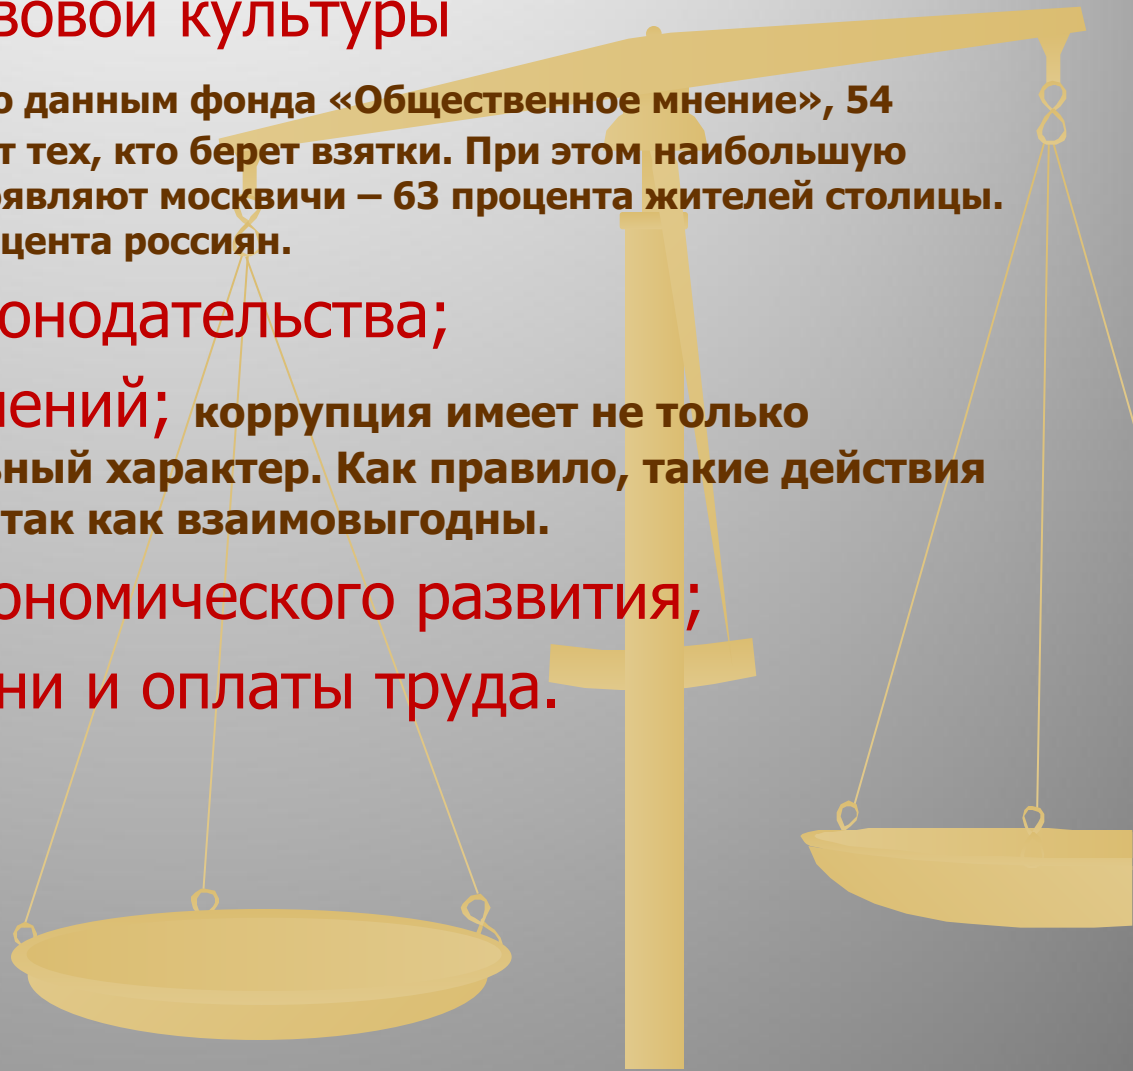 вовой культуры
о данным фонда «Общественное мнение», 54
т тех, кто берет взятки. При этом наибольшую
оявляют москвичи – 63 процента жителей столицы.
цента россиян.
онодательства;
ений; коррупция имеет не только
ьный характер. Как правило, такие действия
так как взаимовыгодны.
ономического развития;
ни и оплаты труда.